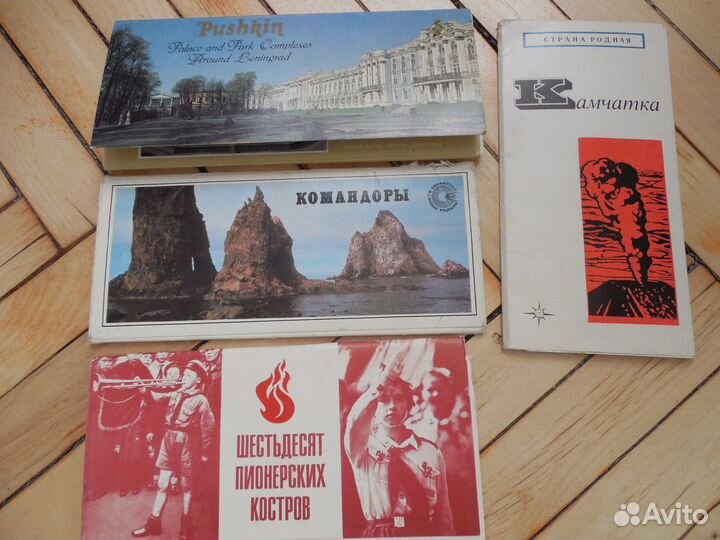 Pushkin
Palace and Park Complexes
Around Leningrad
СТРАНА РОДНАЯ
Камчатка
КОМАНДОРЫ
ШЕСТЬДЕСЯТ
ПИОНЕРСКИХ
КОСТРОВ
Avito